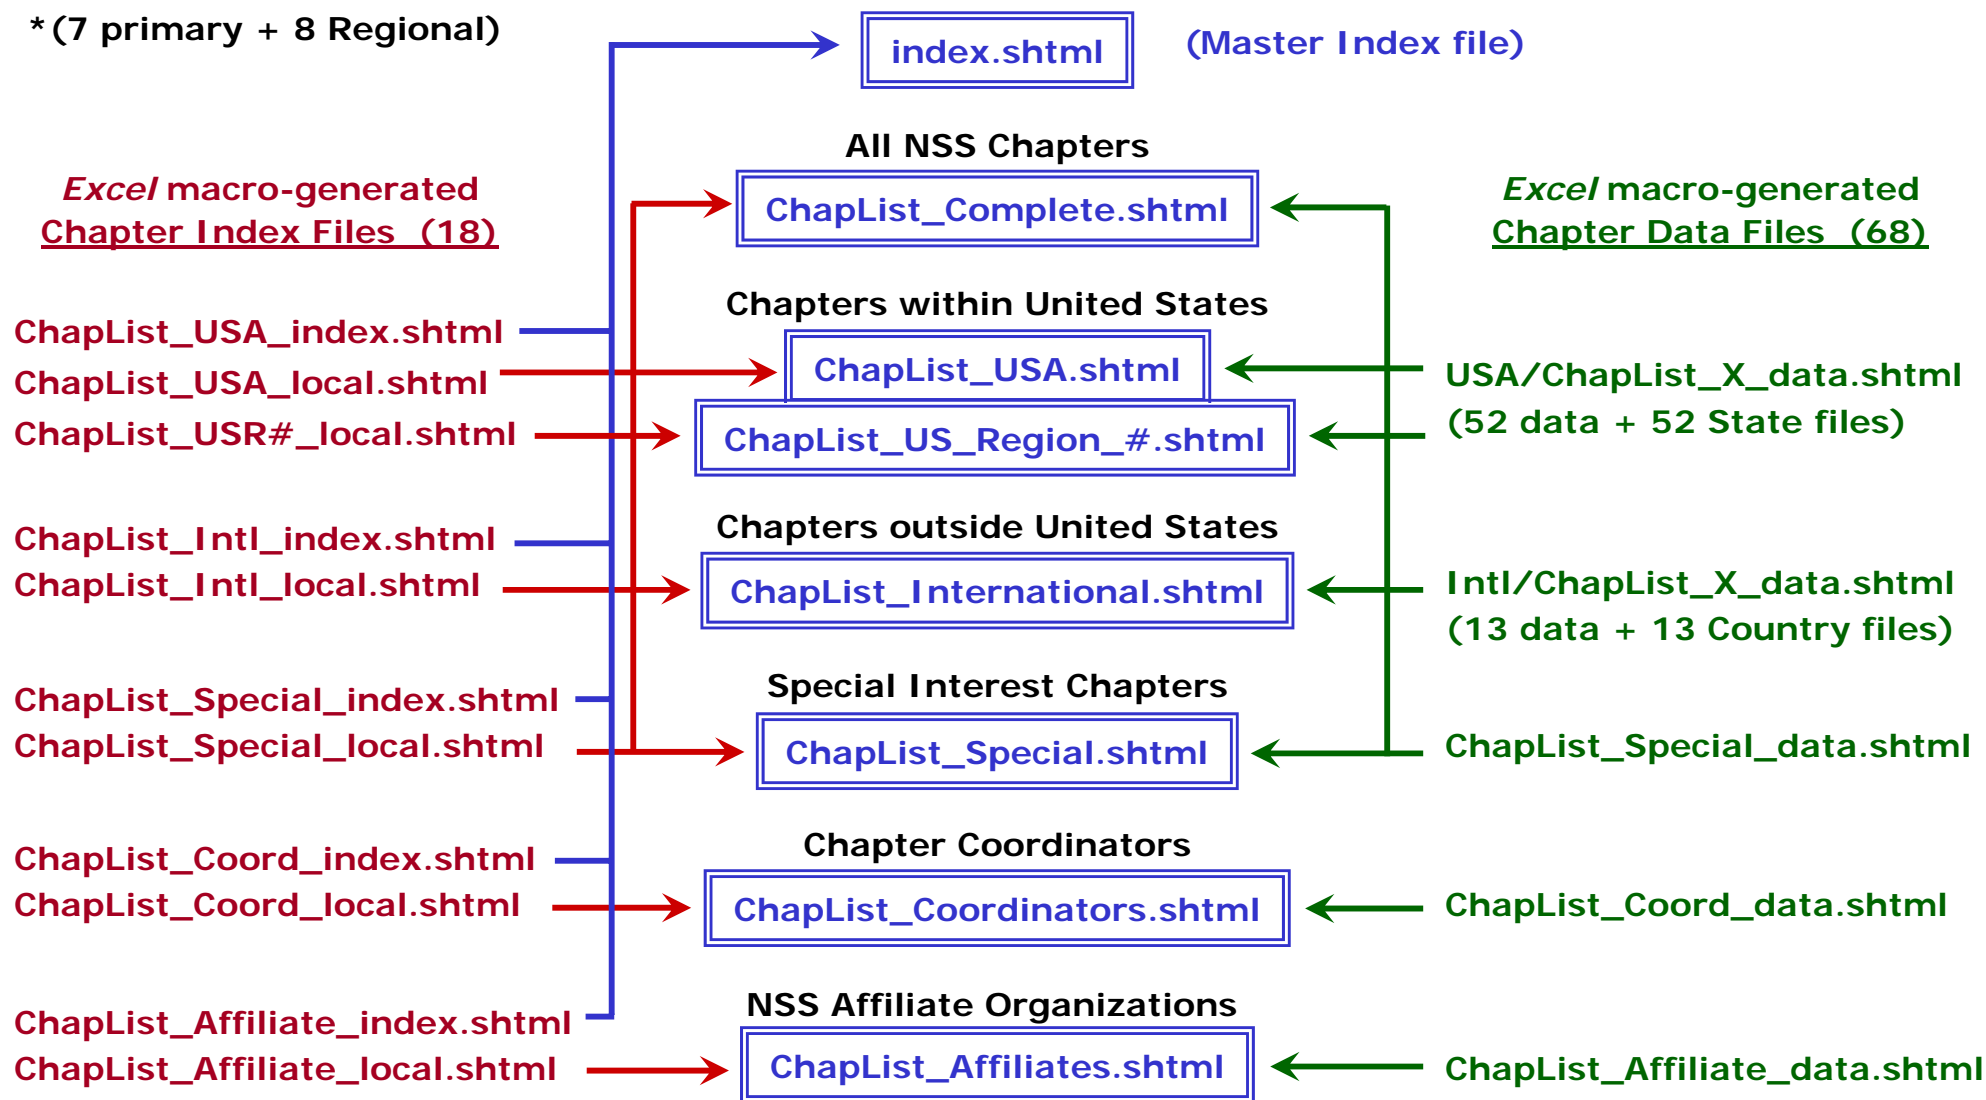 *(7 primary + 8 Regional)
index.shtml
(Master Index file)
All NSS Chapters
ChapList_Complete.shtml
Excel macro-generated
Chapter Index Files (18)
Excel macro-generated
Chapter Data Files (68)
Chapters within United States
ChapList_USA_index.shtml
ChapList_USA_local.shtml
ChapList_USA.shtml
USA/ChapList_X_data.shtml
(52 data + 52 State files)
ChapList_USR#_local.shtml
ChapList_US_Region_#.shtml
Chapters outside United States
ChapList_Intl_index.shtml
ChapList_Intl_local.shtml
ChapList_International.shtml
Intl/ChapList_X_data.shtml
(13 data + 13 Country files)
Special Interest Chapters
ChapList_Special_index.shtml
ChapList_Special_local.shtml
ChapList_Special.shtml
ChapList_Special_data.shtml
Chapter Coordinators
ChapList_Coord_index.shtml
ChapList_Coord_local.shtml
ChapList_Coordinators.shtml
ChapList_Coord_data.shtml
NSS Affiliate Organizations
ChapList_Affiliate_index.shtml
ChapList_Affiliate_local.shtml
ChapList_Affiliates.shtml
ChapList_Affiliate_data.shtml